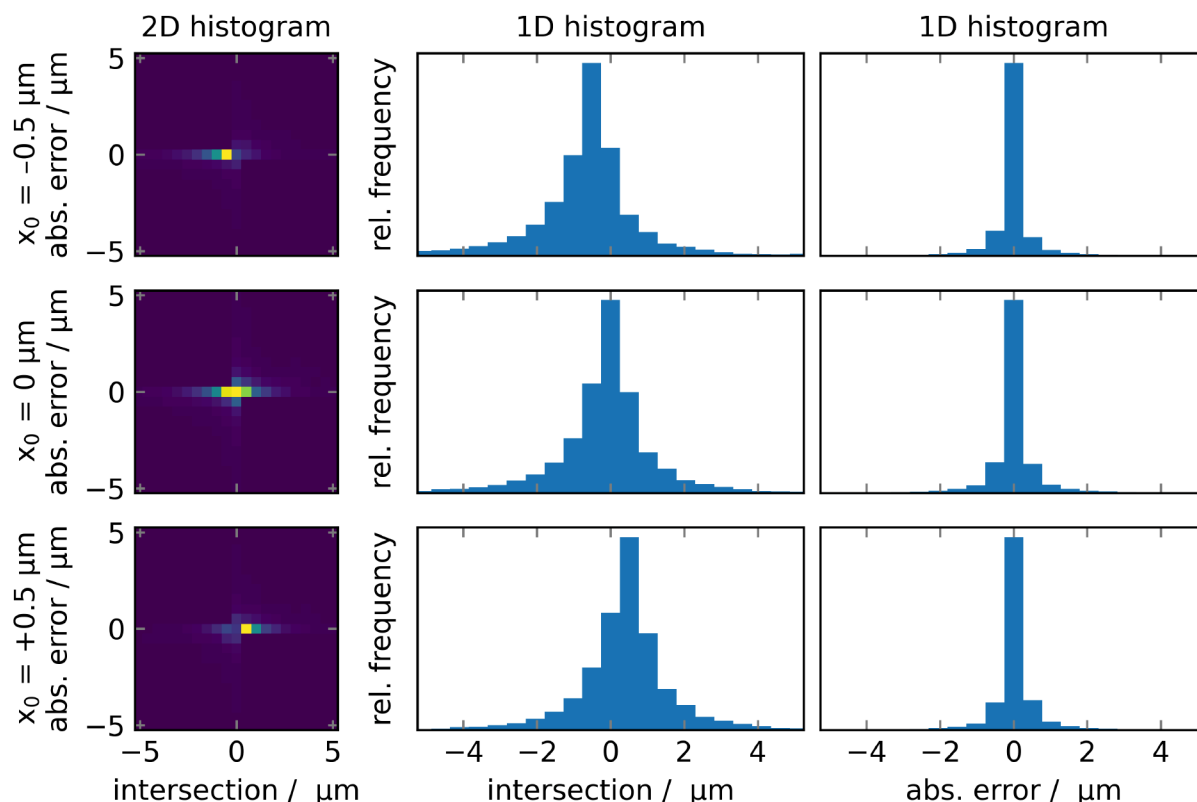 2D histogram
1D histogram
1D histogram
x₀ = –0.5 µm
abs. error / µm
5
0
−5
rel. frequency
x₀ = 0 µm
abs. error / µm
5
0
−5
rel. frequency
x₀ = +0.5 µm
abs. error / µm
5
0
−5
rel. frequency
−5 0 5
−4 −2 0 2 4
−4 −2 0 2 4
intersection / µm
intersection / µm
abs. error / µm